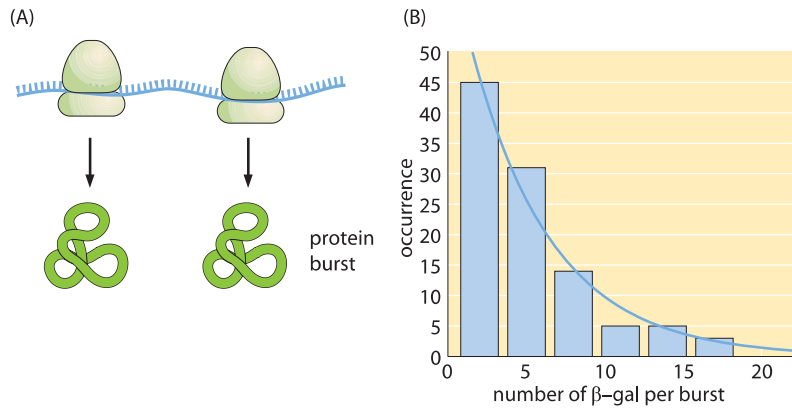 (A)
protein
burst
(B)
occurrence
50
45
40
35
30
25
20
15
10
5
0
0 5 10 15 20
number of β–gal per burst